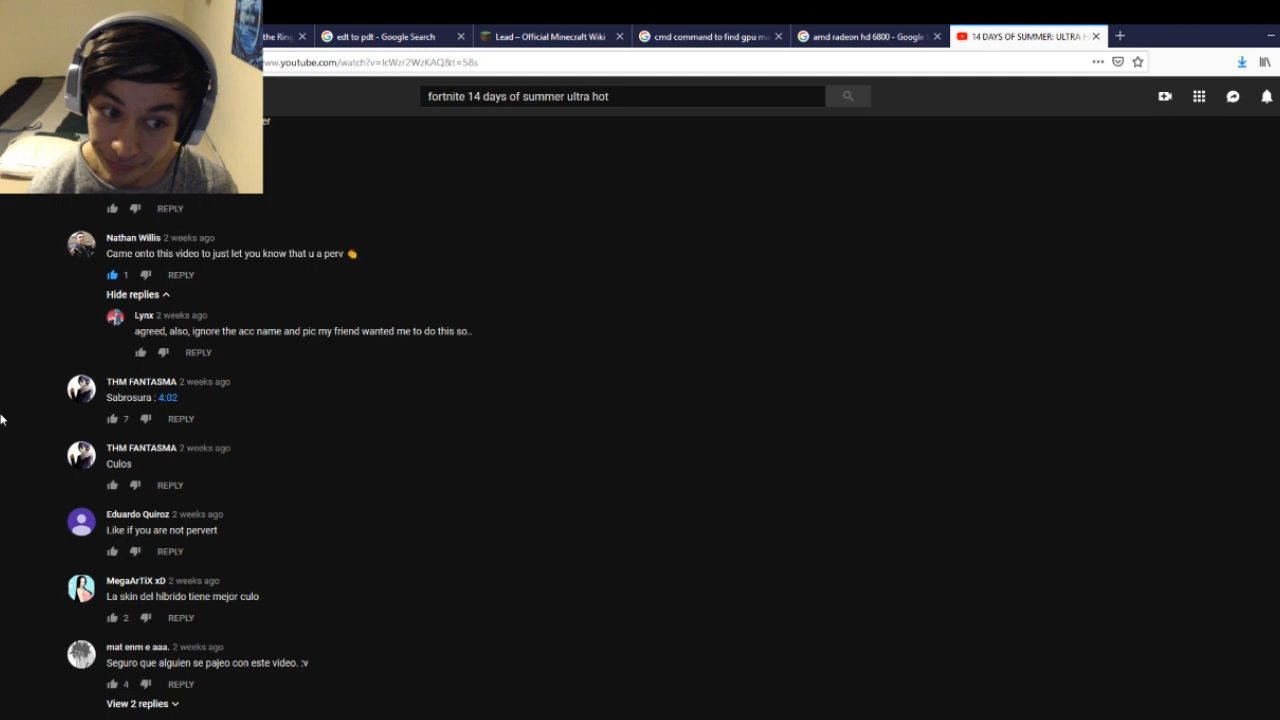 the Ring
edt to pdt - Google Search
Lead – Official Minecraft Wiki
cmd command to find gpu m
amd radeon hd 6800 - Google S
14 DAYS OF SUMMER: ULTRA H
ww.youtube.com/watch?v=IcWzr2WzKAQ&t=58s
fortnite 14 days of summer ultra hot
er
REPLY
Nathan Willis 2 weeks ago
Came onto this video to just let you know that u a perv 👏
1 REPLY
Hide replies
Lynx 2 weeks ago
agreed, also, ignore the acc name and pic my friend wanted me to do this so..
REPLY
THM FANTASMA 2 weeks ago
Sabrosura : 4:02
7 REPLY
THM FANTASMA 2 weeks ago
Culos
REPLY
Eduardo Quiroz 2 weeks ago
Like if you are not pervert
REPLY
MegaArTiX xD 2 weeks ago
La skin del híbrido tiene mejor culo
2 REPLY
mat enm e aaa. 2 weeks ago
Seguro que alguien se pajeo con este video. :v
4 REPLY
View 2 replies